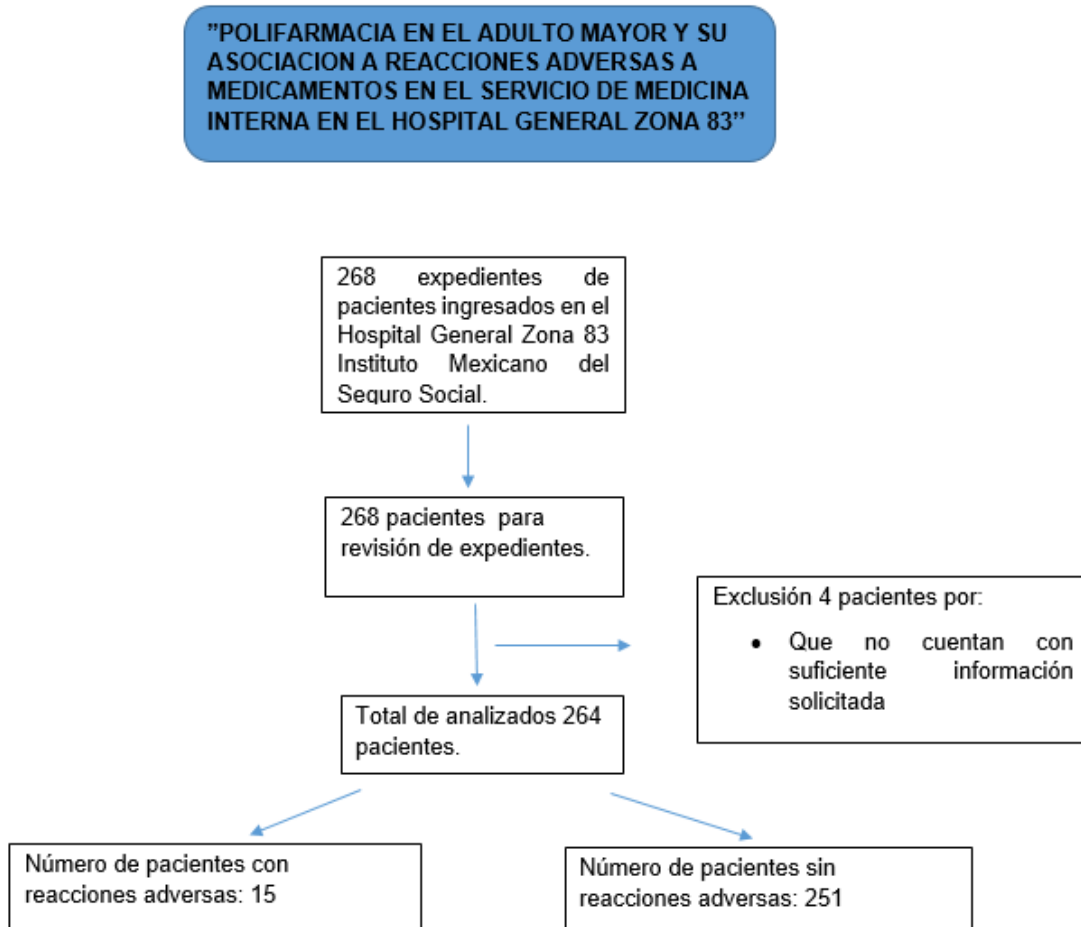 ”POLIFARMACIA EN EL ADULTO MAYOR Y SU
ASOCIACION A REACCIONES ADVERSAS A
MEDICAMENTOS EN EL SERVICIO DE MEDICINA
INTERNA EN EL HOSPITAL GENERAL ZONA 83”
268 expedientes de
pacientes ingresados en el
Hospital General Zona 83
Instituto Mexicano del
Seguro Social.
268 pacientes para
revisión de expedientes.
Exclusión 4 pacientes por:
• Que no cuentan con
suficiente información
solicitada
Total de analizados 264
pacientes.
Número de pacientes con
reacciones adversas: 15
Número de pacientes sin
reacciones adversas: 251